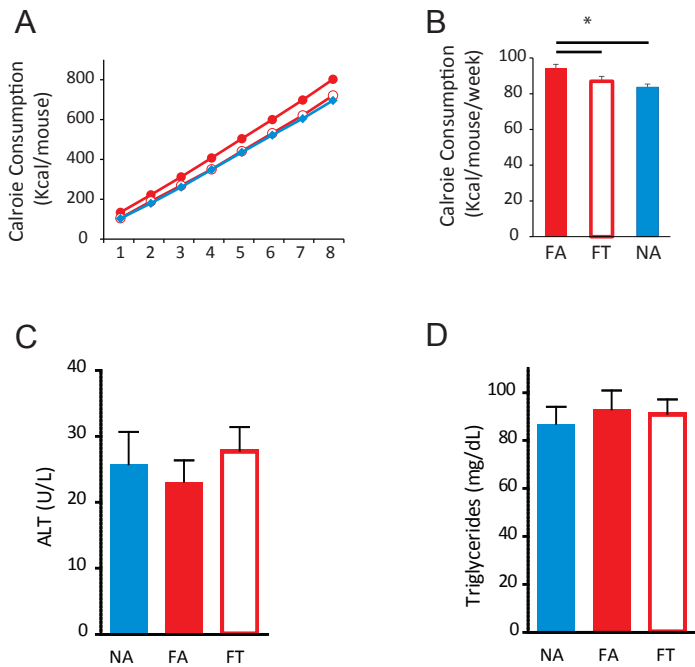 A
Calroie Consumption
(Kcal/mouse)
800
600
400
200
0
1 2 3 4 5 6 7 8
B
*
Calroie Consumption
(Kcal/mouse/week)
100
80
60
40
20
0
FA FT NA
C
ALT (U/L)
40
30
20
10
0
NA FA FT
D
Triglycerides (mg/dL)
100
80
60
40
20
0
NA FA FT